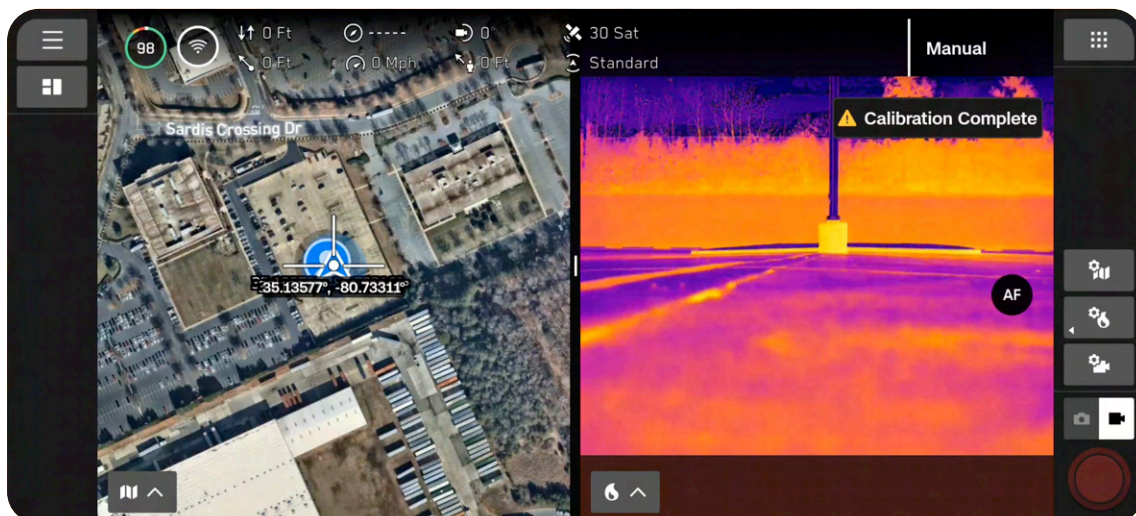 98
0 Ft
-----
0°
30 Sat
Manual
0 Ft
0 Mph
0 Ft
Standard
Calibration Complete
Sardis Crossing Dr
35.13577°, -80.73311°
AF